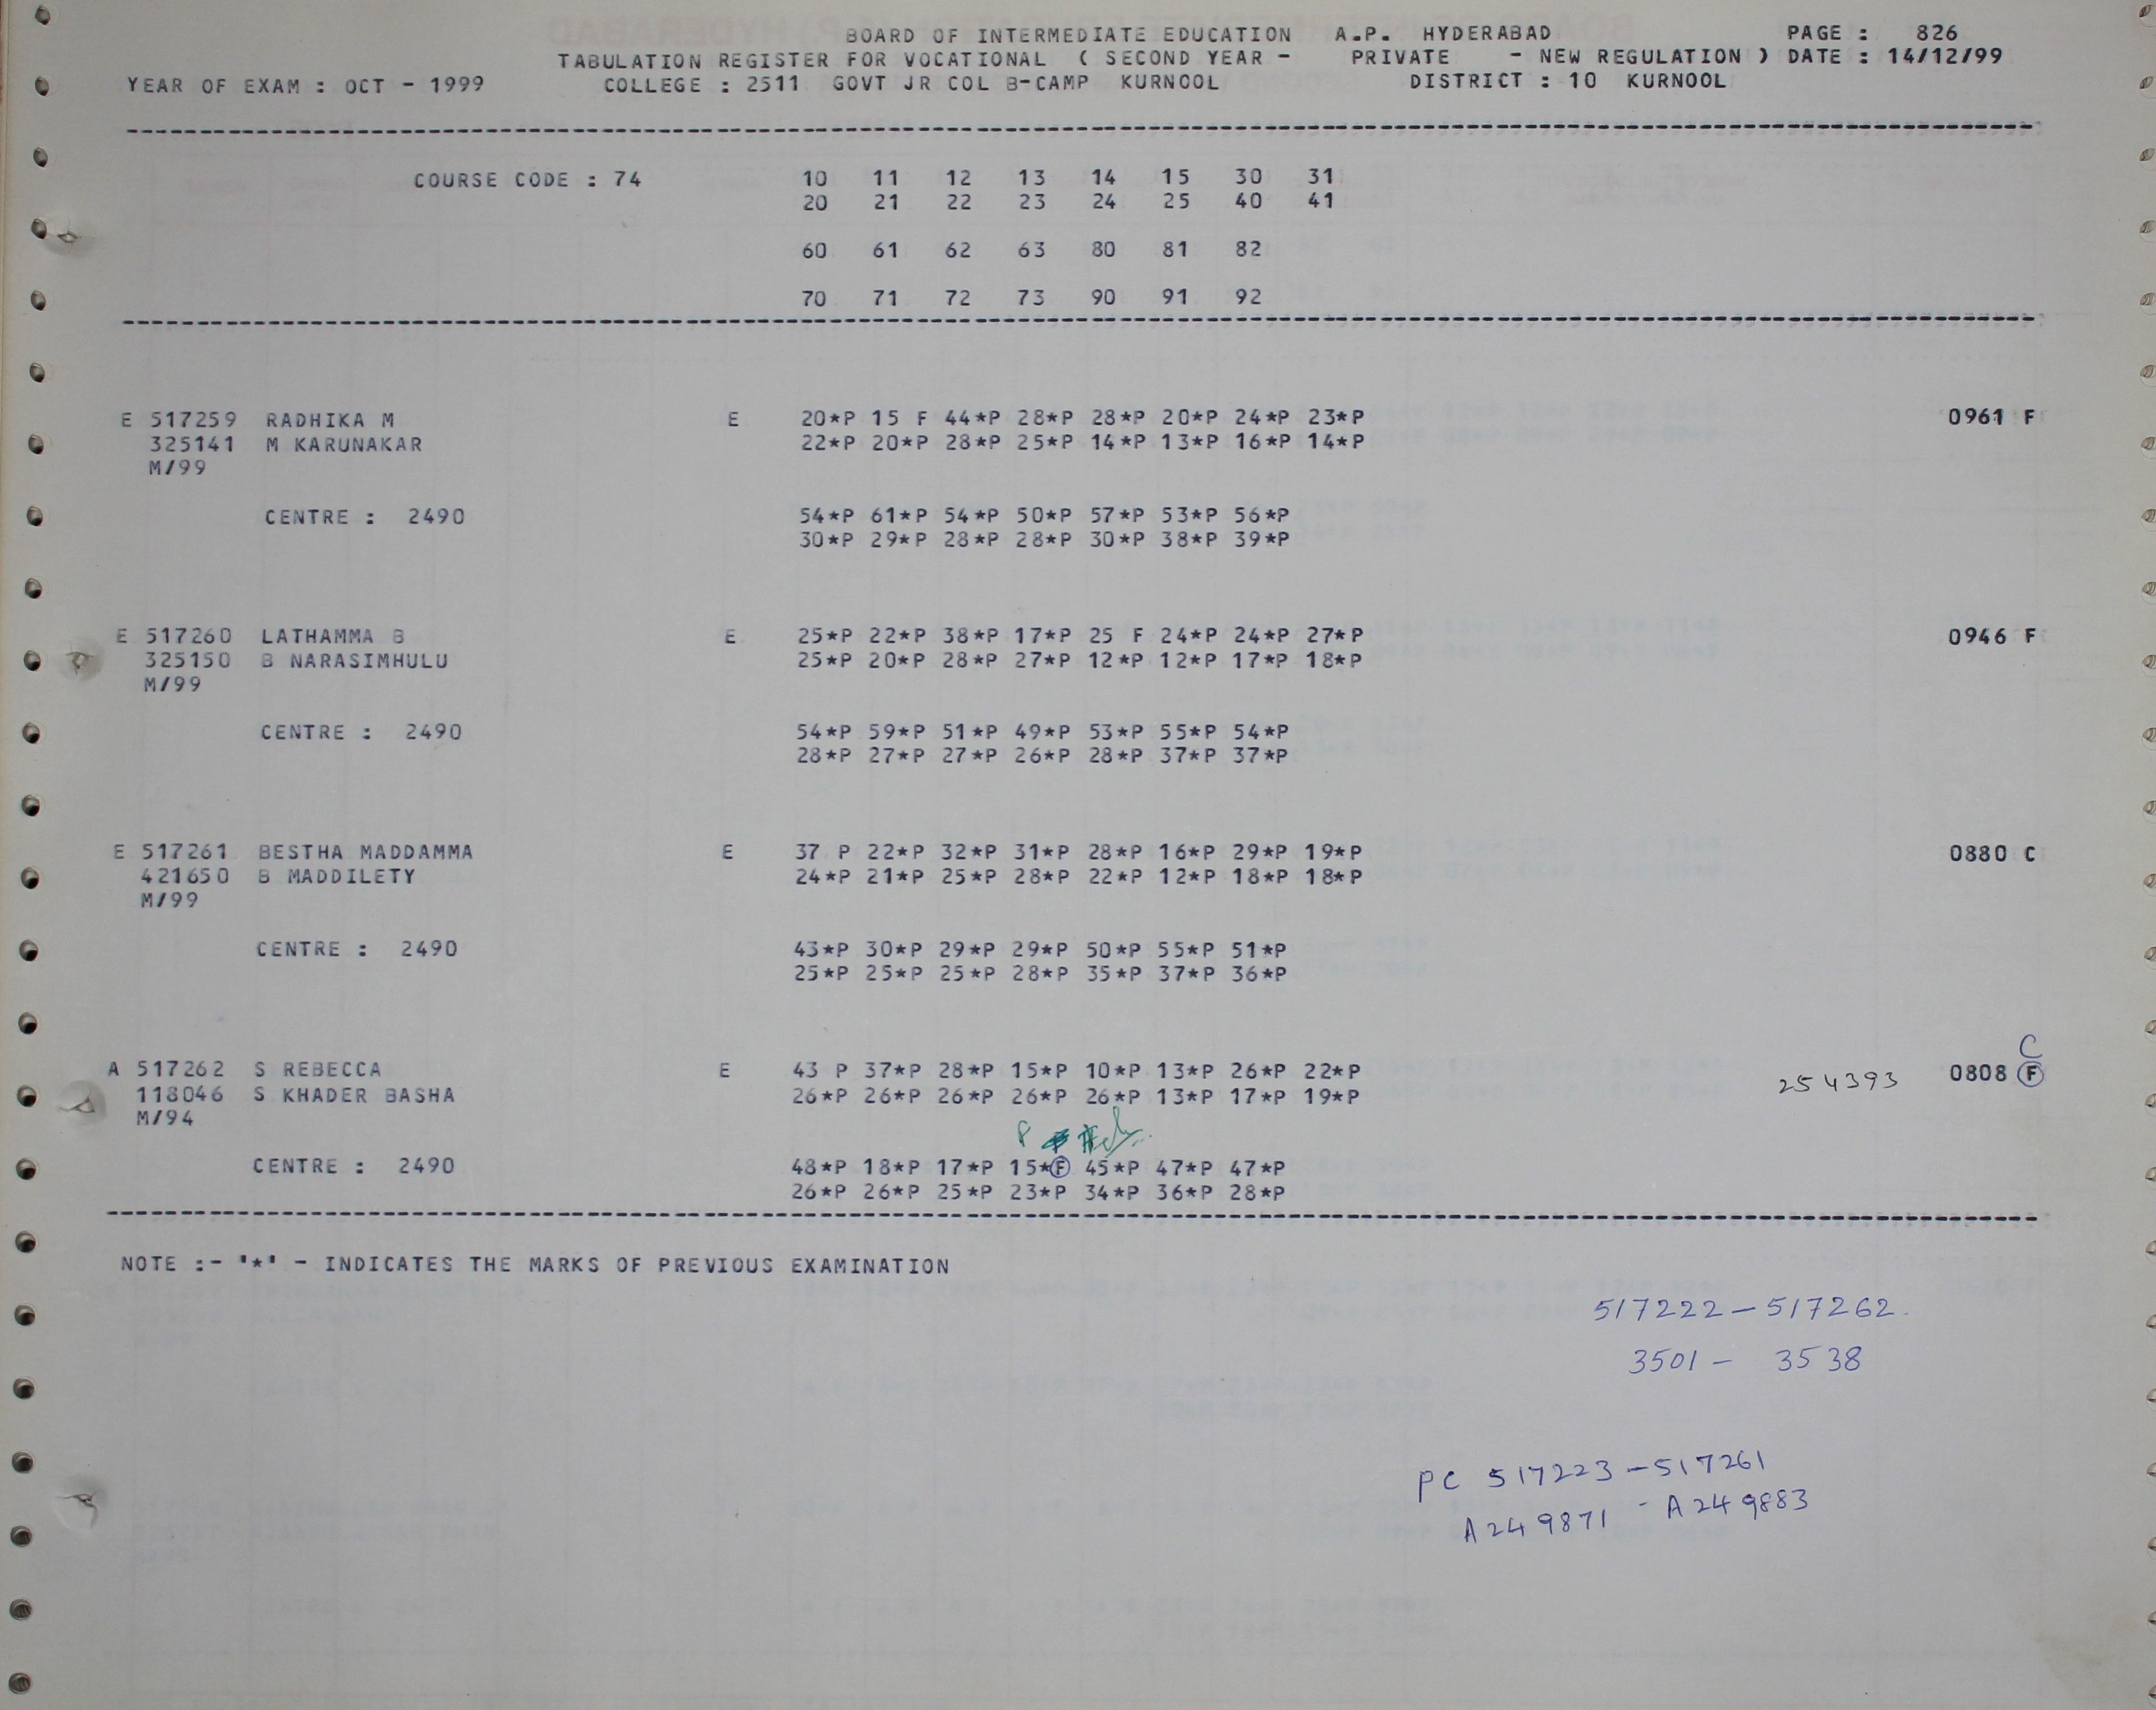 BOARD OF INTERMEDIATE EDUCATION A.P. HYDERABAD PAGE : 826
TABULATION REGISTER FOR VOCATIONAL ( SECOND YEAR - PRIVATE - NEW REGULATION ) DATE : 14/12/99
YEAR OF EXAM : OCT - 1999 COLLEGE : 2511 GOVT JR COL B-CAMP KURNOOL DISTRICT : 10 KURNOOL
COURSE CODE : 74 10 11 12 13 14 15 30 31
20 21 22 23 24 25 40 41
60 61 62 63 80 81 82
70 71 72 73 90 91 92
E 517259 RADHIKA M E 20*P 15 F 44*P 28*P 28*P 20*P 24*P 23*P 0961 F
325141 M KARUNAKAR 22*P 20*P 28*P 25*P 14*P 13*P 16*P 14*P
M/99
CENTRE : 2490 54*P 61*P 54*P 50*P 57*P 53*P 56*P
30*P 29*P 28*P 28*P 30*P 38*P 39*P
E 517260 LATHAMMA B E 25*P 22*P 38*P 17*P 25 F 24*P 24*P 27*P 0946 F
325150 B NARASIMHULU 25*P 20*P 28*P 27*P 12*P 12*P 17*P 18*P
M/99
CENTRE : 2490 54*P 59*P 51*P 49*P 53*P 55*P 54*P
28*P 27*P 27*P 26*P 28*P 37*P 37*P
E 517261 BESTHA MADDAMMA E 37 P 22*P 32*P 31*P 28*P 16*P 29*P 19*P 0880 C
421650 B MADDILETY 24*P 21*P 25*P 28*P 22*P 12*P 18*P 18*P
M/99
CENTRE : 2490 43*P 30*P 29*P 29*P 50*P 55*P 51*P
25*P 25*P 25*P 28*P 35*P 37*P 36*P
C
A 517262 S REBECCA E 43 P 37*P 28*P 15*P 10*P 13*P 26*P 22*P 254393 0808 F
118046 S KHADER BASHA 26*P 26*P 26*P 26*P 26*P 13*P 17*P 19*P
M/94
P
CENTRE : 2490 48*P 18*P 17*P 15*F 45*P 47*P 47*P
26*P 26*P 25*P 23*P 34*P 36*P 28*P
NOTE :- '*' - INDICATES THE MARKS OF PREVIOUS EXAMINATION
517222 - 517262
3501 - 3538
PC 517223 - 517261
A249871 - A249883